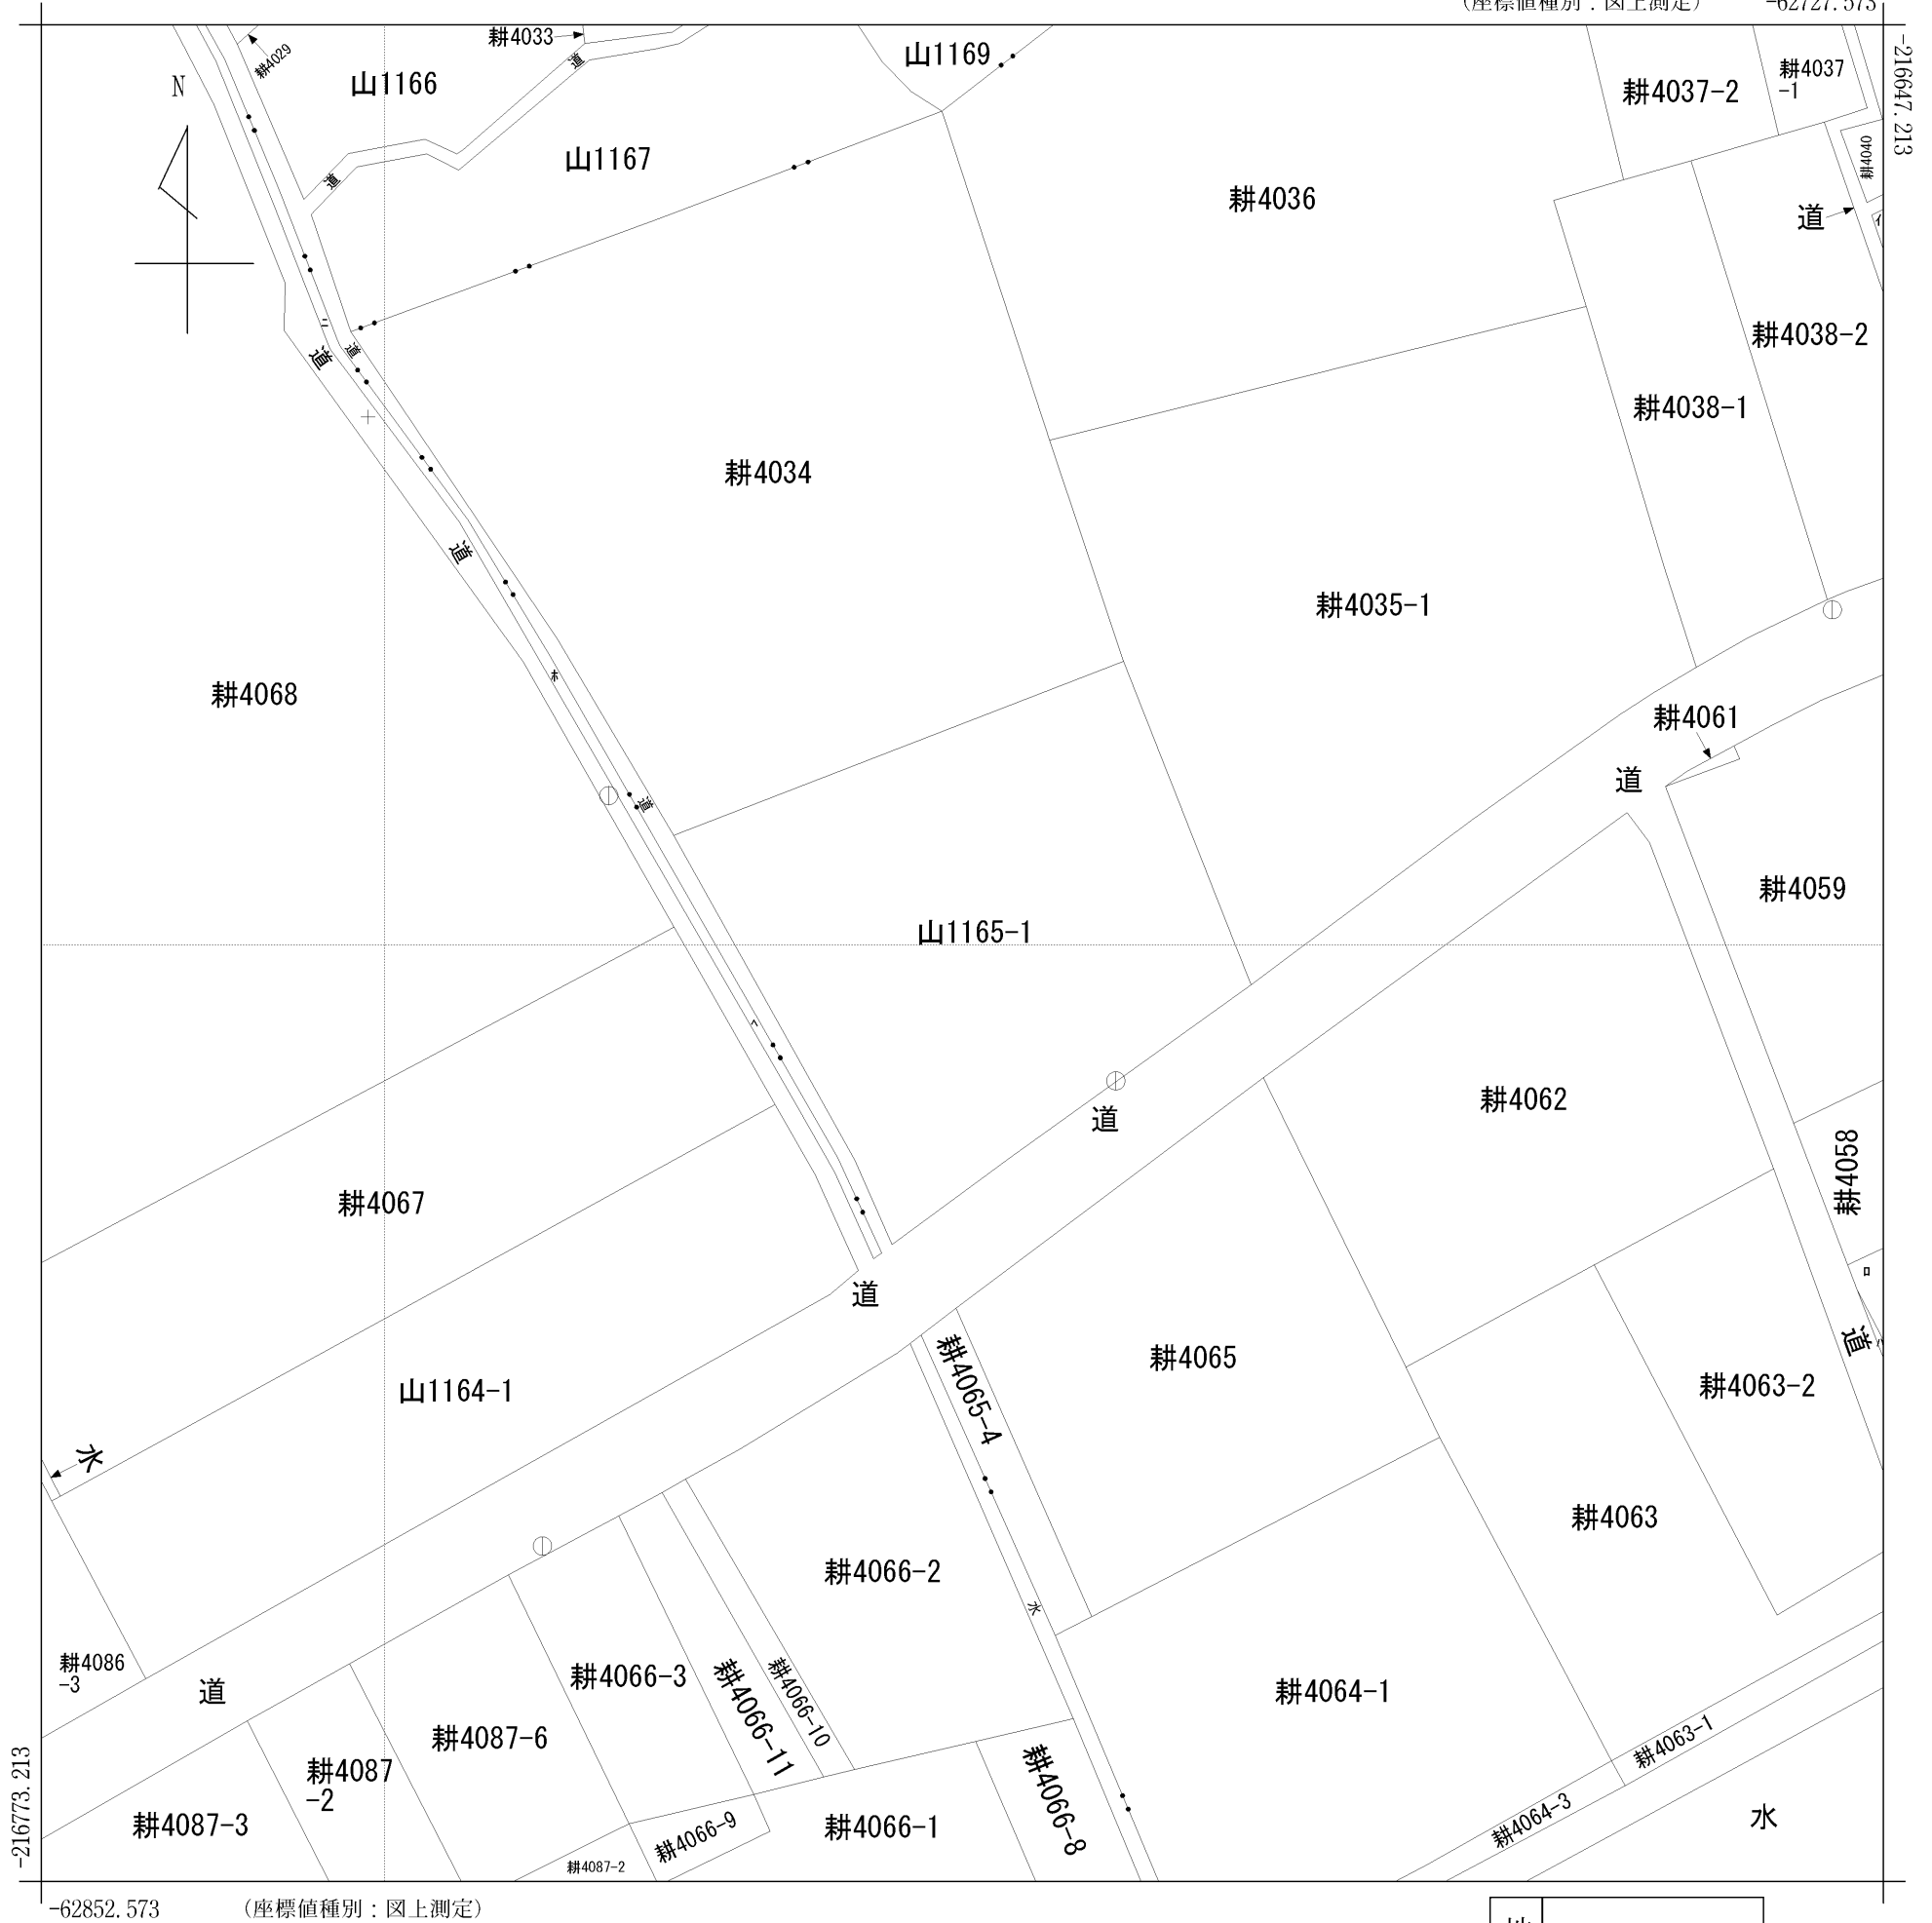 (座標値種別：図上測定)
-62727.573
-216647.213
N
耕4029
山1166
耕4033
道
山1169
耕4037-2
耕4037
-1
耕4040
山1167
道
耕4036
道
イ
耕4038-2
ニ
道
道
耕4038-1
耕4034
道
耕4035-1
耕4068
ホ
耕4061
道
道
耕4059
山1165-1
ヘ
道
耕4062
耕4058
耕4067
ロ
道
道
耕4065-4
耕4065
耕4063-2
山1164-1
水
耕4063
耕4066-2
水
耕4086
-3
道
耕4066-3
耕4066-11
耕4066-10
耕4064-1
耕4087-6
耕4063-1
耕4087
-2
耕4087-3
耕4066-9
耕4066-1
耕4066-8
耕4064-3
水
耕4087-2
-216773.213
-62852.573
(座標値種別：図上測定)